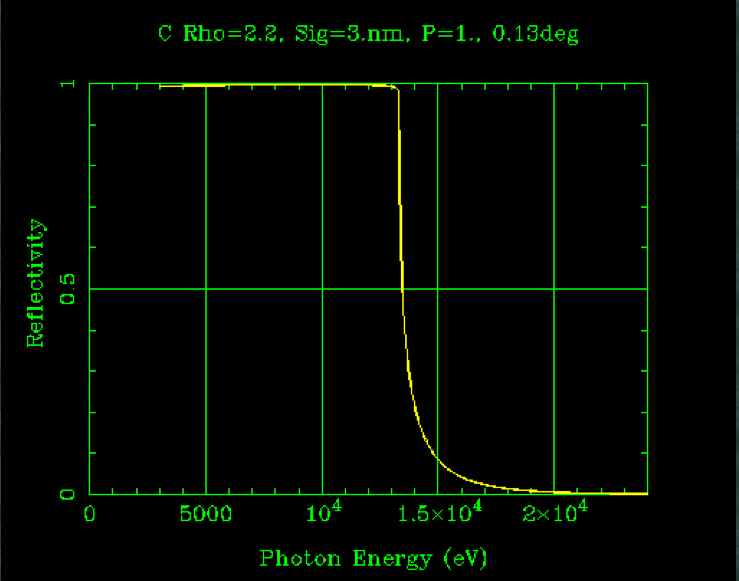 C Rho=2.2, Sig=3.nm, P=1., 0.13deg
1
0.5
0
Reflectivity
0 5000 10⁴ 1.5×10⁴ 2×10⁴
Photon Energy (eV)